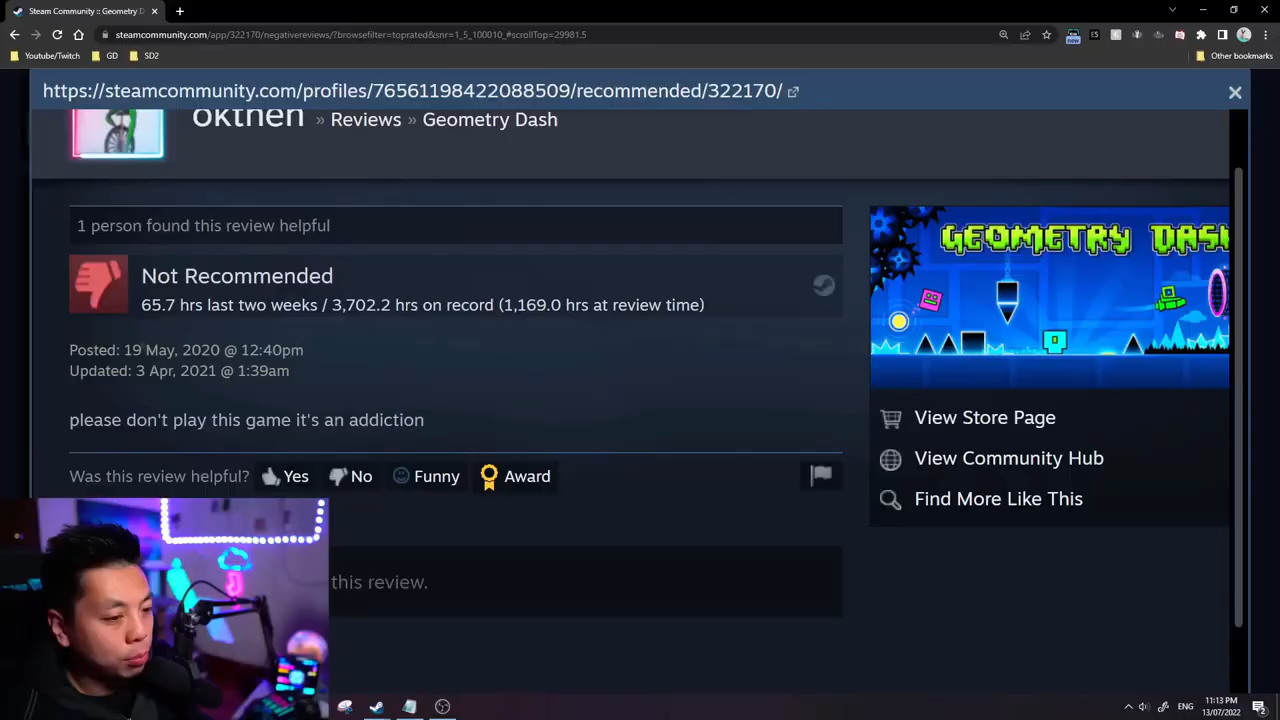 Steam Community :: Geometry D
steamcommunity.com/app/322170/negativereviews/?browsefilter=toprated&snr=1_5_100010_#scrollTop=29981.5
Youtube/Twitch
GD
SD2
Other bookmarks
https://steamcommunity.com/profiles/76561198422088509/recommended/322170/
» Reviews » Geometry Dash
1 person found this review helpful
Not Recommended
65.7 hrs last two weeks / 3,702.2 hrs on record (1,169.0 hrs at review time)
Posted: 19 May, 2020 @ 12:40pm
Updated: 3 Apr, 2021 @ 1:39am
please don't play this game it's an addiction
Was this review helpful? Yes No Funny Award
this review.
GEOMETRY DASH
View Store Page
View Community Hub
Find More Like This
ENG
11:13 PM
13/07/2022
2